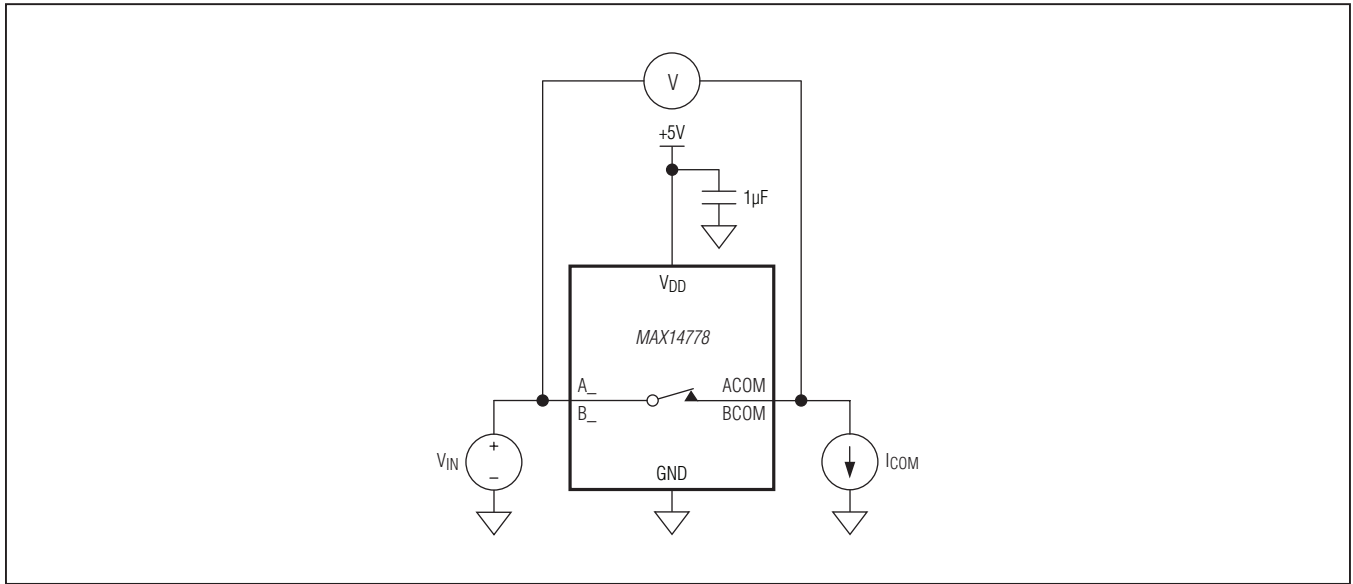 V
+5V
1µF
VDD
MAX14778
A_
ACOM
B_
BCOM
VIN
+
–
GND
ICOM